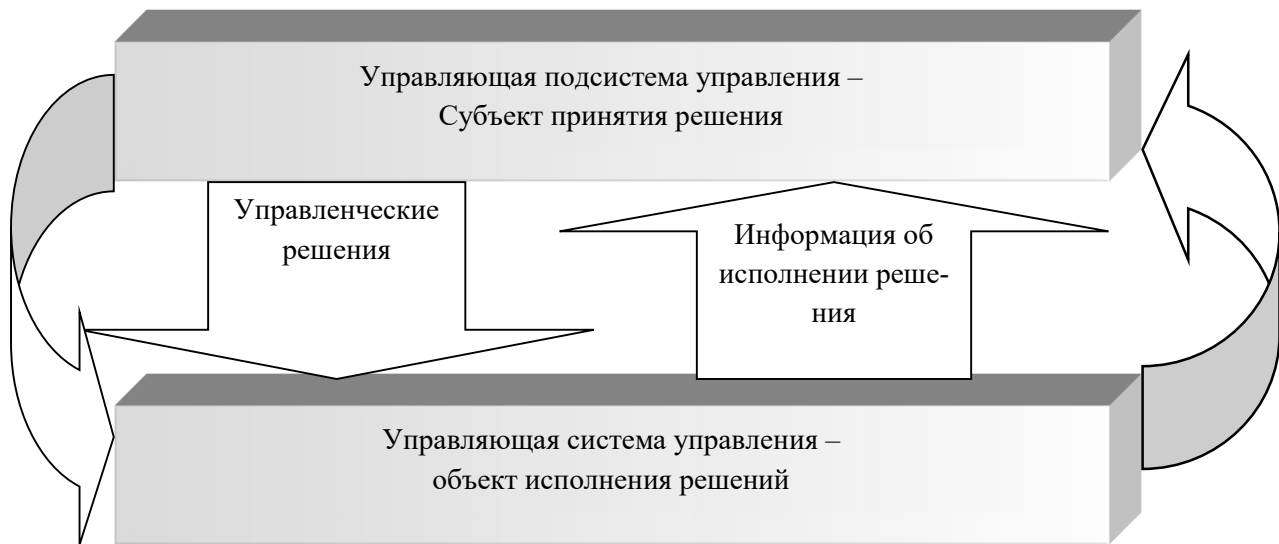 Управляющая подсистема управления –
Субъект принятия решения
Управленческие
решения
Информация об
исполнении реше-
ния
Управляющая система управления –
объект исполнения решений